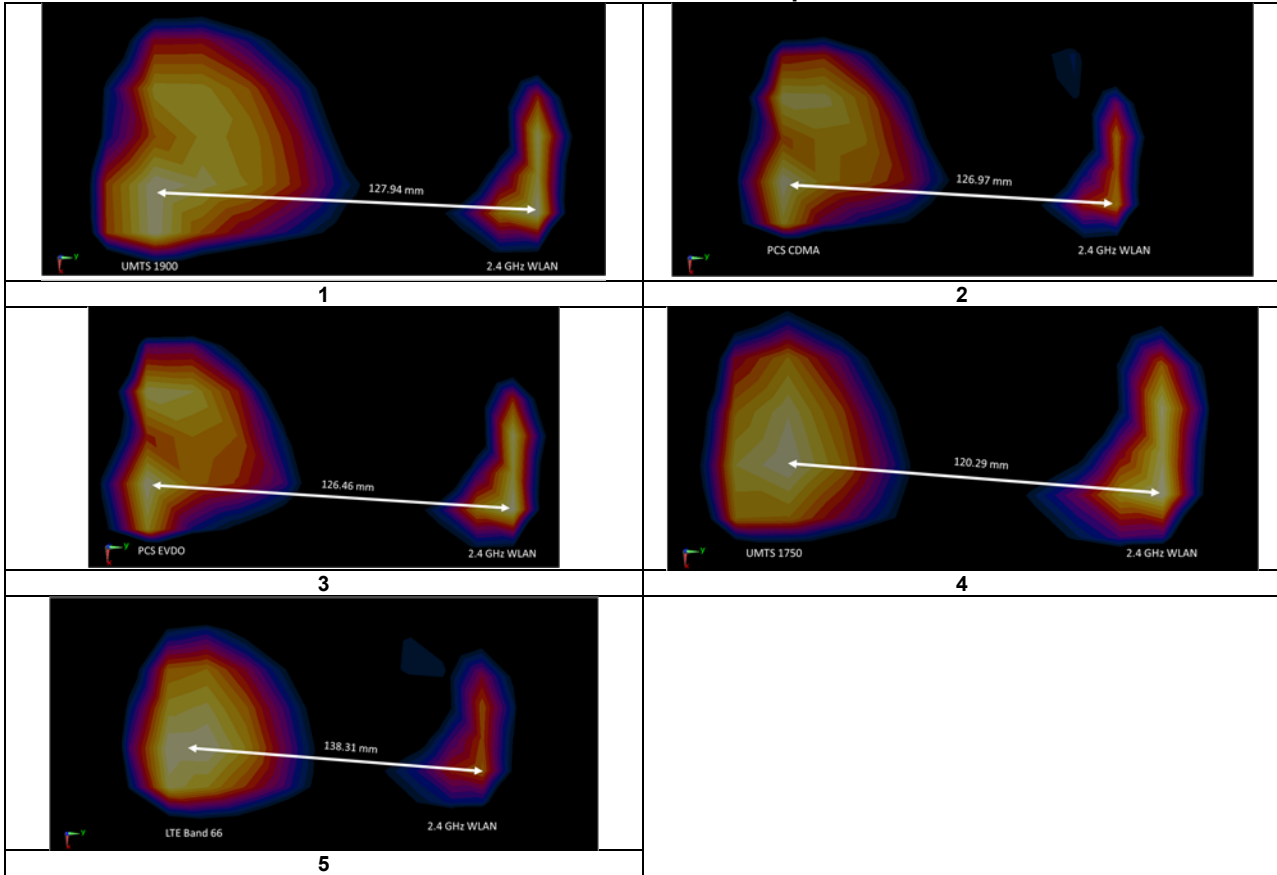 127.94 mm
y
UMTS 1900
2.4 GHz WLAN
1
126.97 mm
y
PCS CDMA
2.4 GHz WLAN
2
126.46 mm
y
PCS EVDO
2.4 GHz WLAN
3
120.29 mm
y
UMTS 1750
2.4 GHz WLAN
4
138.31 mm
y
LTE Band 66
2.4 GHz WLAN
5